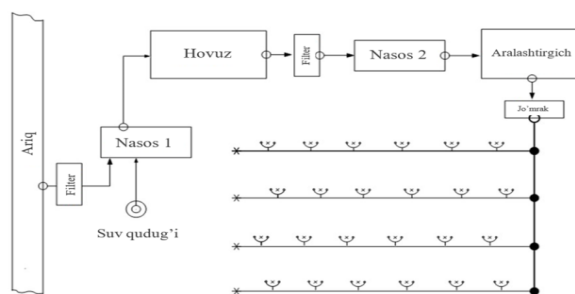 Hovuz
Filter
Nasos 2
Aralashtirgich
Jo'mrak
Ariq
Filter
Nasos 1
Suv qudug'i